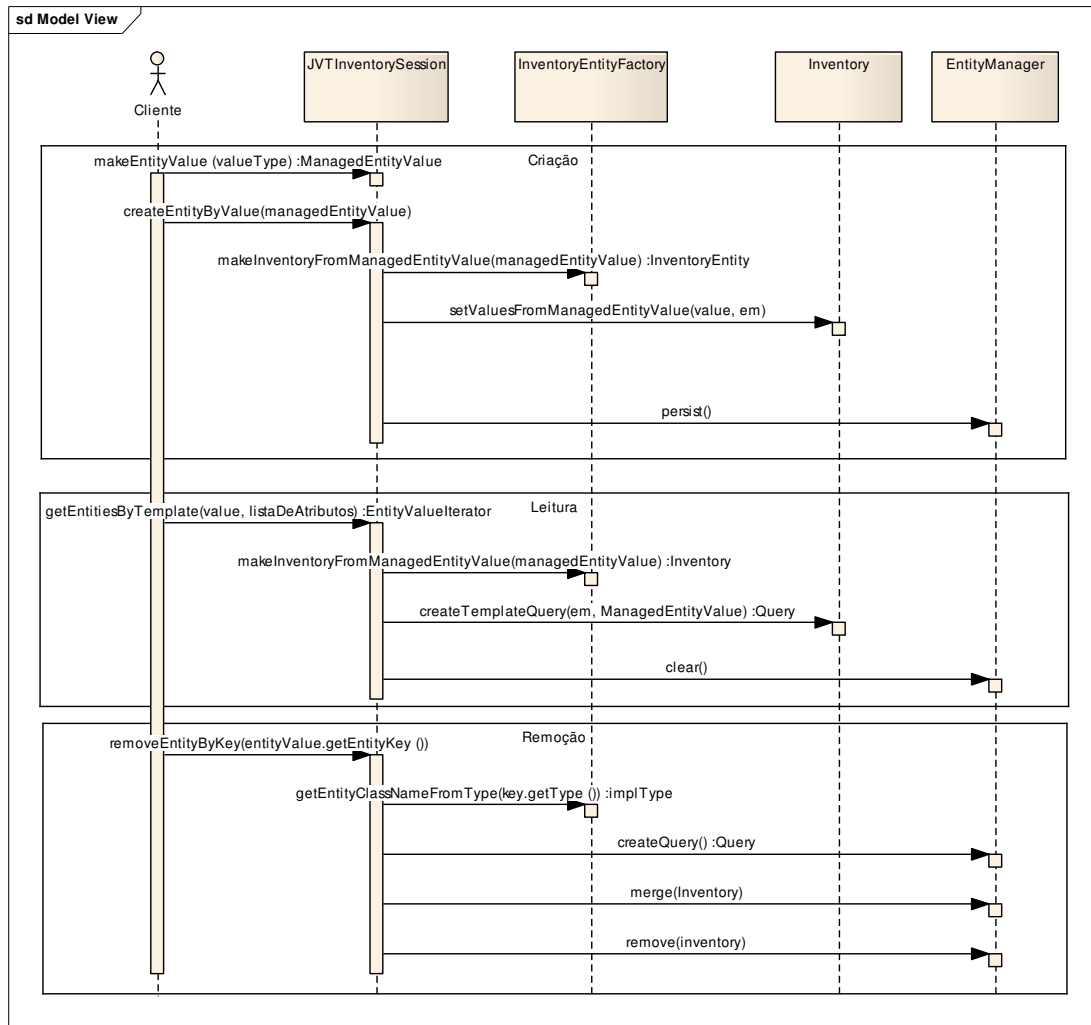 sd Model View
Cliente
JVTInventorySession
InventoryEntityFactory
Inventory
EntityManager
Criação
makeEntityValue (valueType) :ManagedEntityValue
createEntityByValue(managedEntityValue)
makeInventoryFromManagedEntityValue(managedEntityValue) :InventoryEntity
setValuesFromManagedEntityValue(value, em)
persist()
Leitura
getEntitiesByTemplate(value, listaDeAtributos) :EntityValueIterator
makeInventoryFromManagedEntityValue(managedEntityValue) :Inventory
createTemplateQuery(em, ManagedEntityValue) :Query
clear()
Remoção
removeEntityByKey(entityValue.getEntityKey ())
getEntityClassNameFromType(key.getType ()) :implType
createQuery() :Query
merge(Inventory)
remove(inventory)